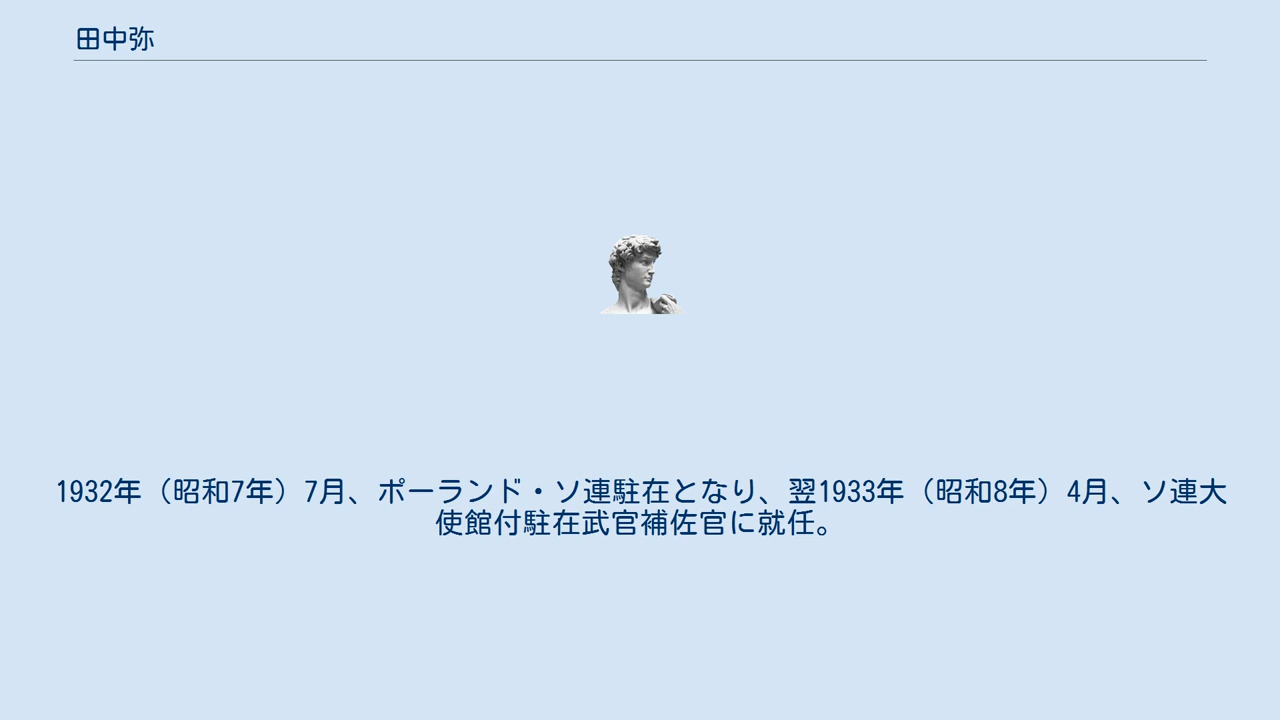 田中弥
1932年（昭和7年）7月、ポーランド・ソ連駐在となり、翌1933年（昭和8年）4月、ソ連大
使館付駐在武官補佐官に就任。